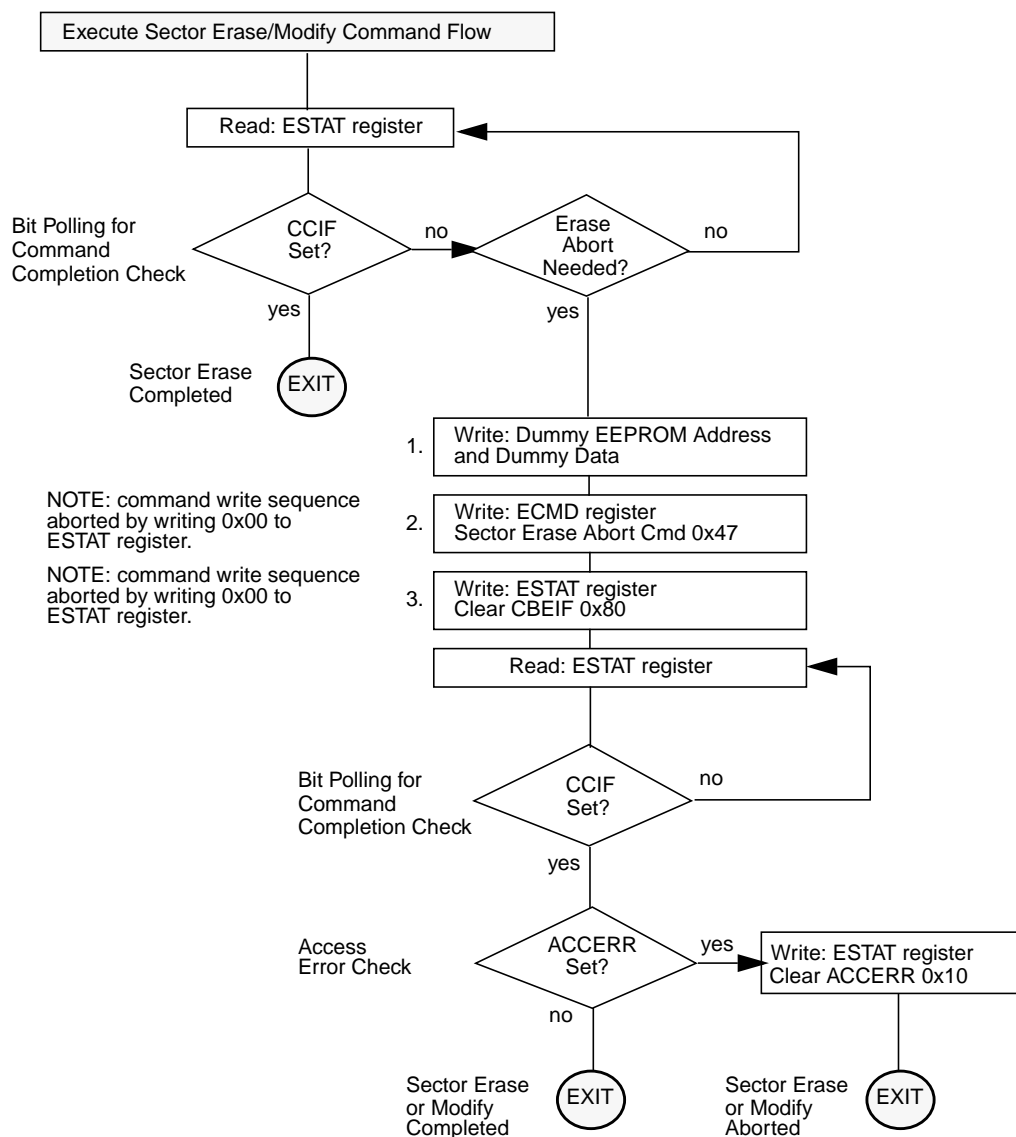 Execute Sector Erase/Modify Command Flow
Read: ESTAT register
Bit Polling for
Command
Completion Check
CCIF
Set?
no
Erase
Abort
Needed?
no
yes
yes
Sector Erase
Completed
EXIT
1.
Write: Dummy EEPROM Address
and Dummy Data
NOTE: command write sequence
aborted by writing 0x00 to
ESTAT register.
2.
Write: ECMD register
Sector Erase Abort Cmd 0x47
NOTE: command write sequence
aborted by writing 0x00 to
ESTAT register.
3.
Write: ESTAT register
Clear CBEIF 0x80
Read: ESTAT register
Bit Polling for
Command
Completion Check
CCIF
Set?
no
yes
Access
Error Check
ACCERR
Set?
yes
Write: ESTAT register
Clear ACCERR 0x10
no
Sector Erase
or Modify
Completed
EXIT
Sector Erase
or Modify
Aborted
EXIT